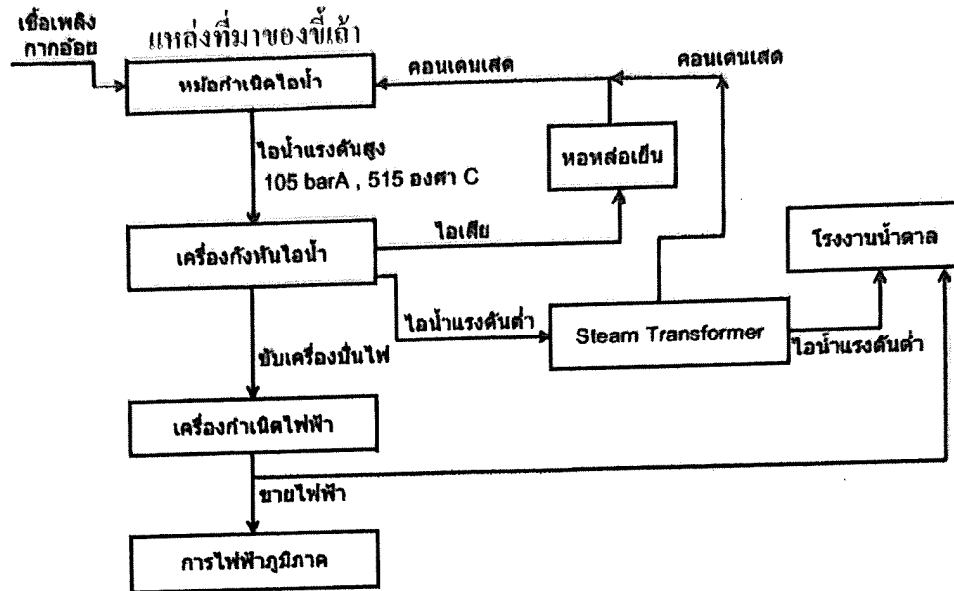 เชื้อเพลิง
กากอ้อย
แหล่งที่มาของขี้เถ้า
หม้อกำเนิดไอน้ำ
คอนเดนเสด
คอนเดนเสด
ไอน้ำแรงดันสูง
105 barA , 515 องศา C
หอหล่อเย็น
เครื่องกังหันไอน้ำ
ไอเสีย
โรงงานน้ำตาล
ไอน้ำแรงดันต่ำ
Steam Transformer
ไอน้ำแรงดันต่ำ
ขับเครื่องปั่นไฟ
เครื่องกำเนิดไฟฟ้า
ขายไฟฟ้า
การไฟฟ้าภูมิภาค